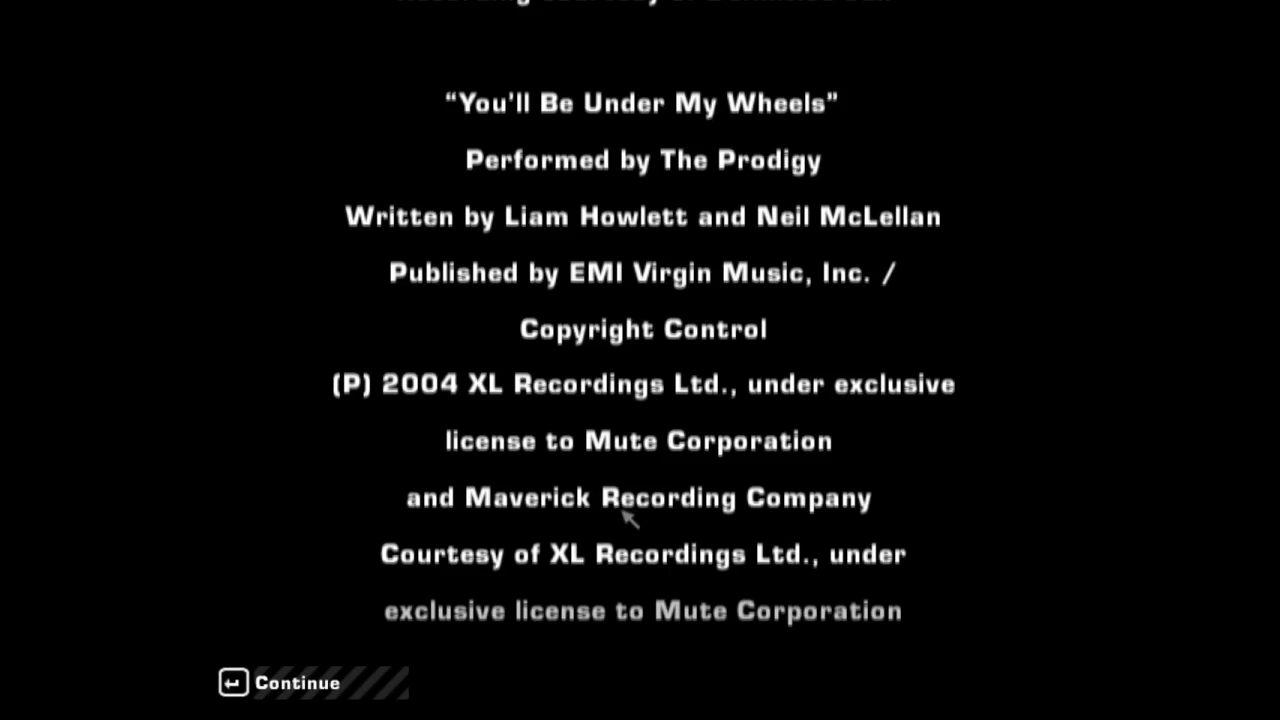 “You’ll Be Under My Wheels”
Performed by The Prodigy
Written by Liam Howlett and Neil McLellan
Published by EMI Virgin Music, Inc. /
Copyright Control
(P) 2004 XL Recordings Ltd., under exclusive
license to Mute Corporation
and Maverick Recording Company
Courtesy of XL Recordings Ltd., under
exclusive license to Mute Corporation
Continue